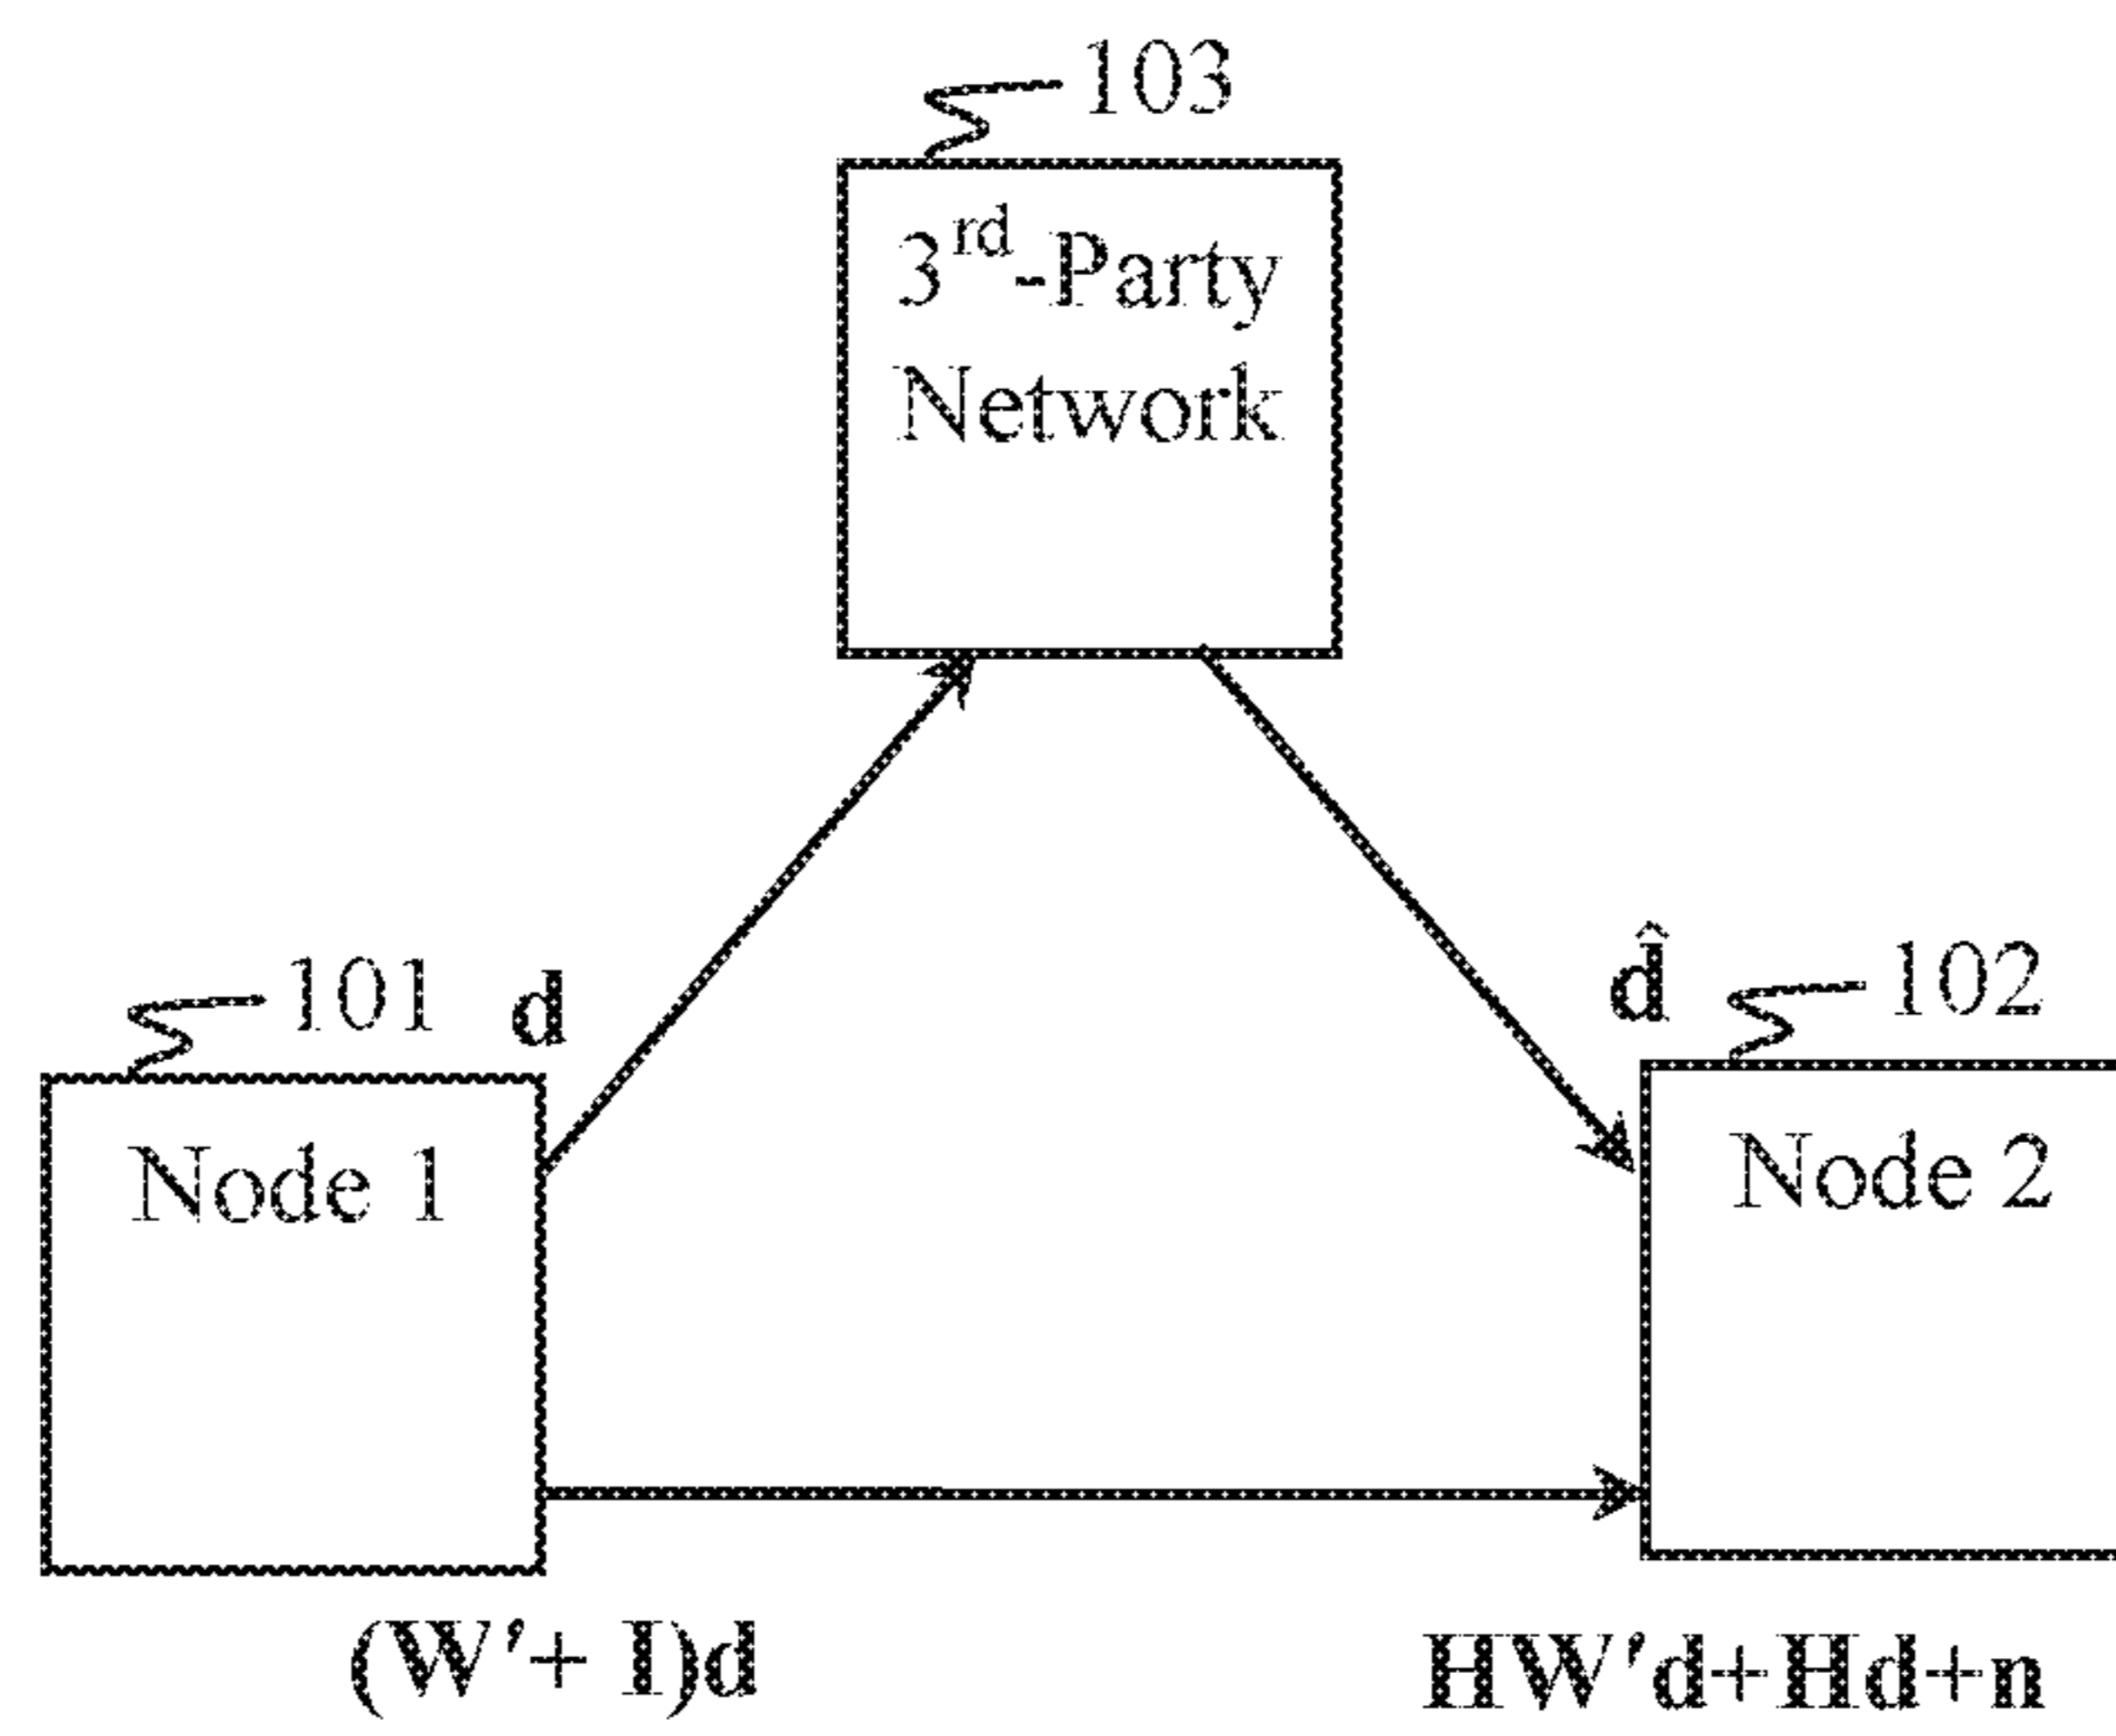 103
3rd-Party
Network
101
d
d̂
102
Node 1
Node 2
(W′+ I)d
HW′d+Hd+n